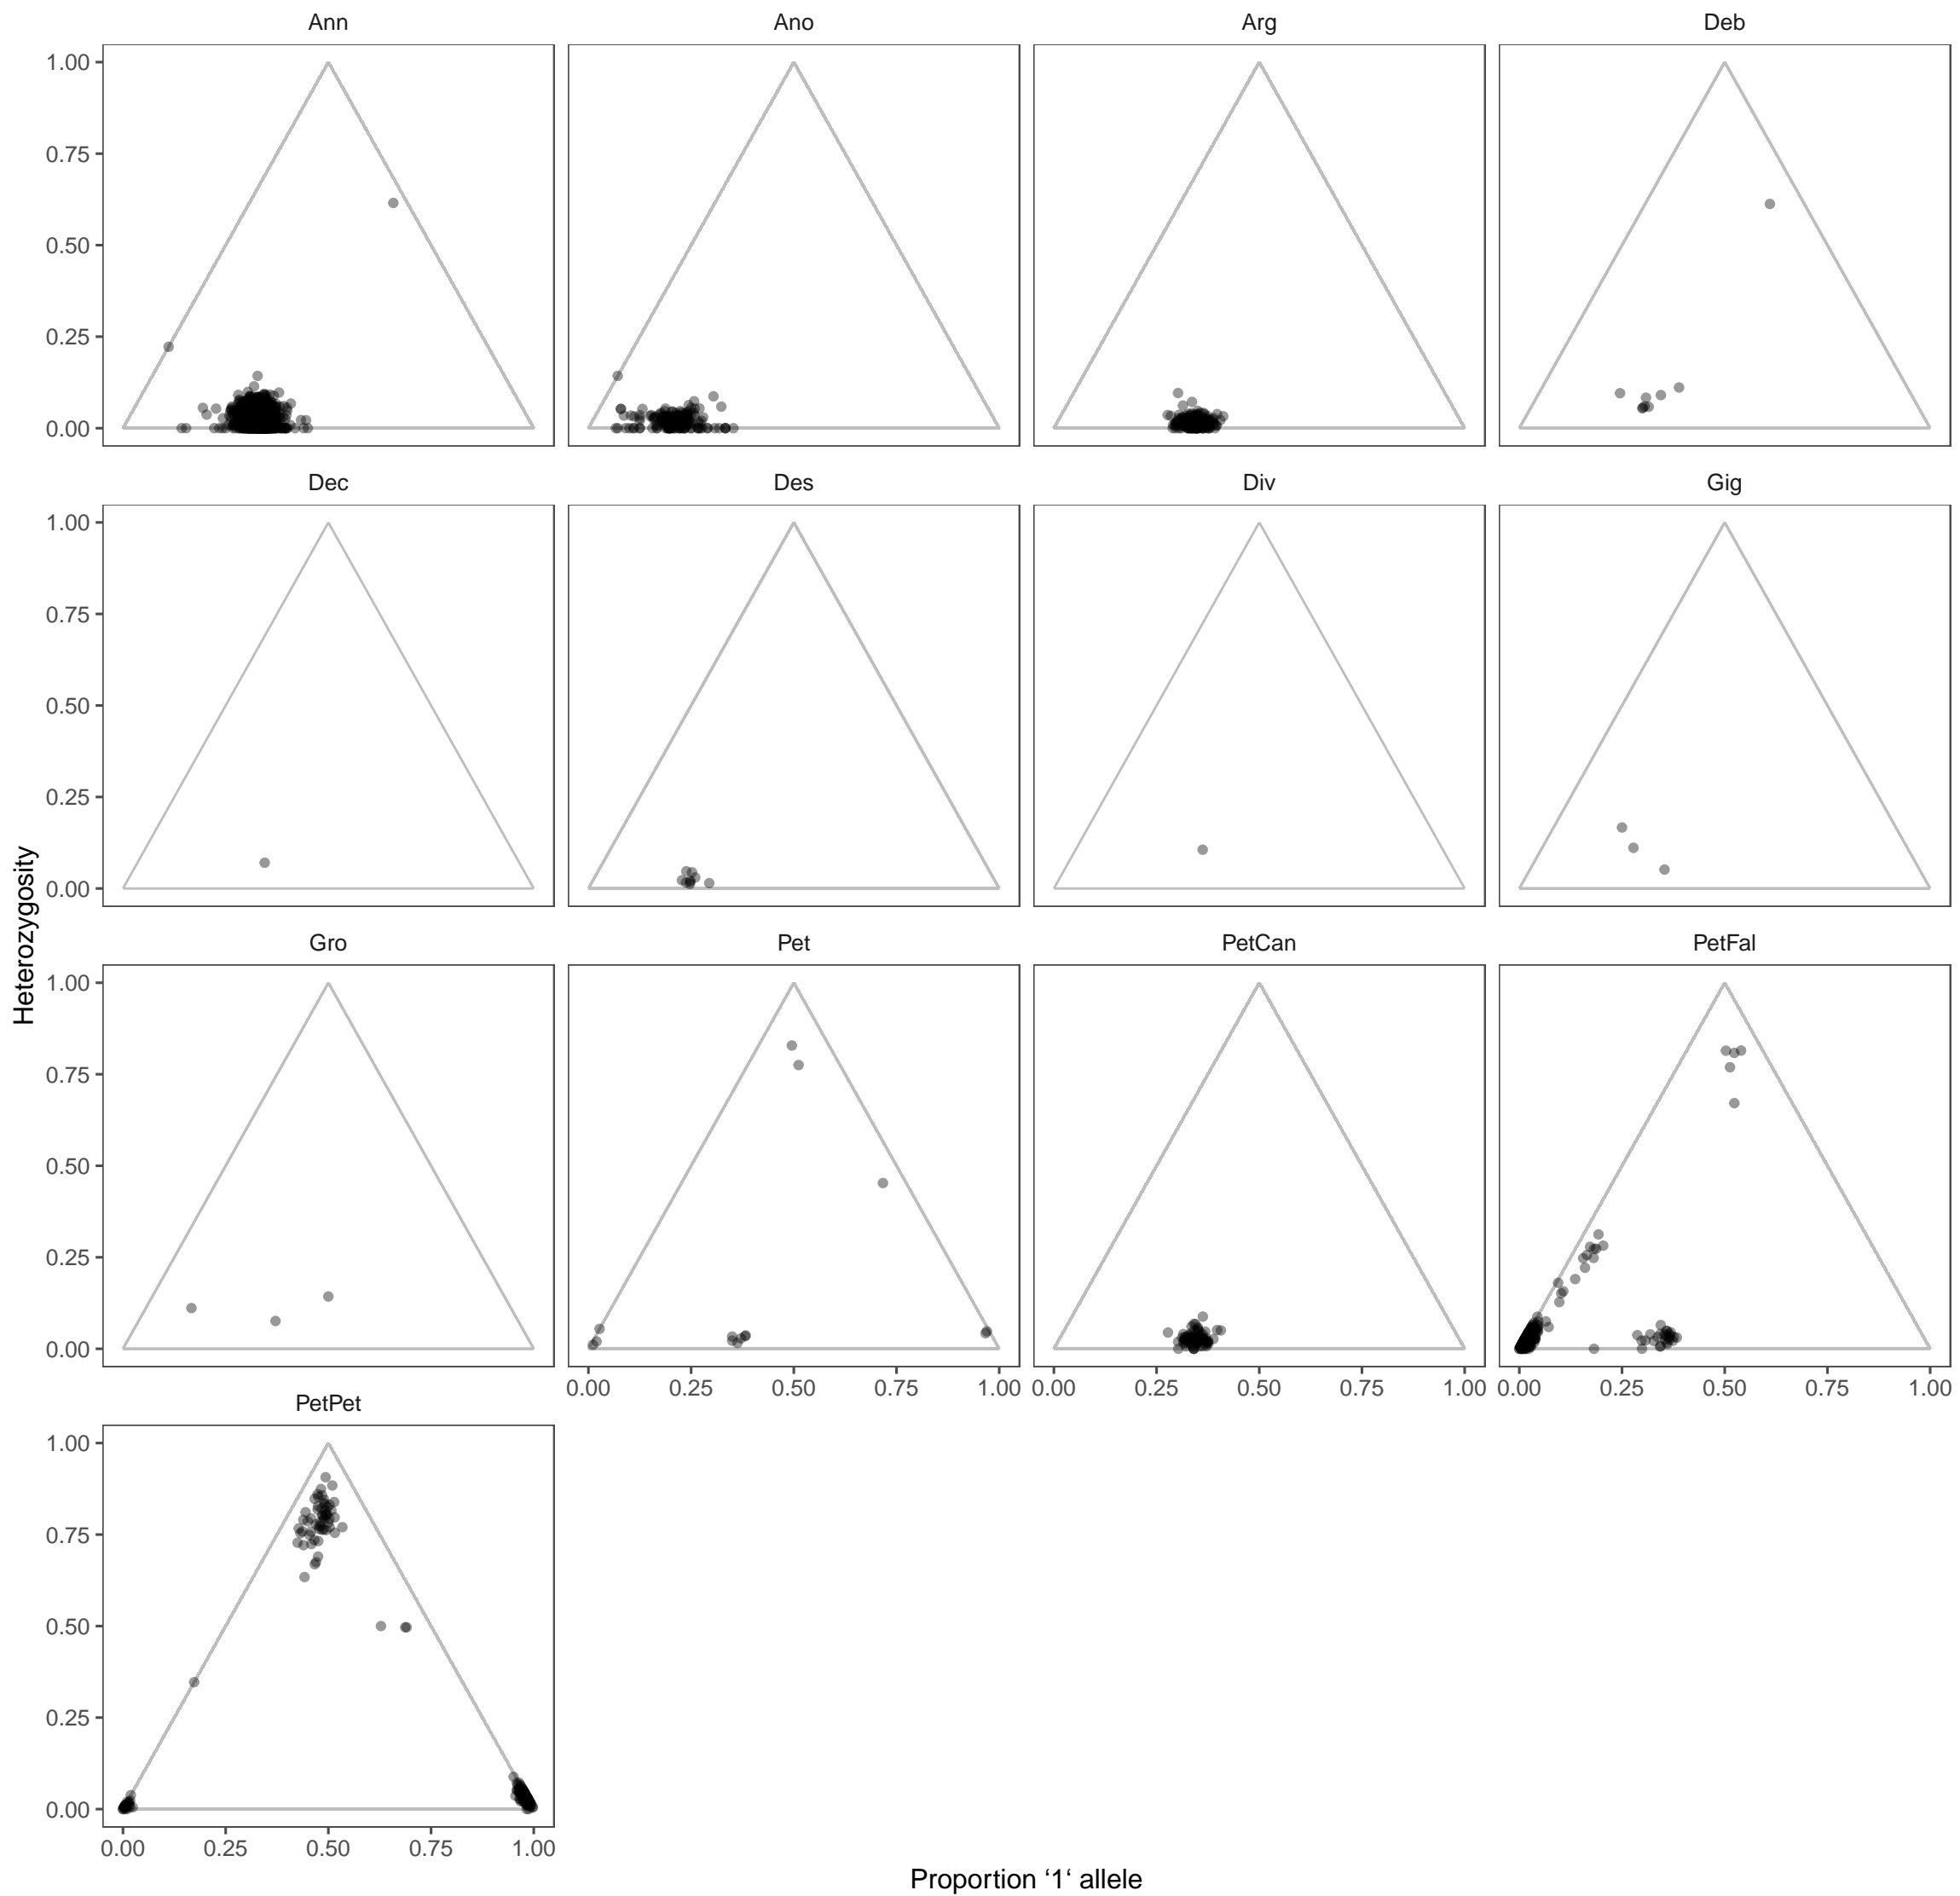 Ann Ano Arg Deb
1.00
0.75
0.50
0.25
0.00
Dec Des Div Gig
1.00
0.75
0.50
0.25
0.00
Heterozygosity
Gro Pet PetCan PetFal
1.00
0.75
0.50
0.25
0.00
0.00 0.25 0.50 0.75 1.00 0.00 0.25 0.50 0.75 1.00 0.00 0.25 0.50 0.75 1.00
PetPet
1.00
0.75
0.50
0.25
0.00
0.00 0.25 0.50 0.75 1.00
Proportion ‘1‘ allele